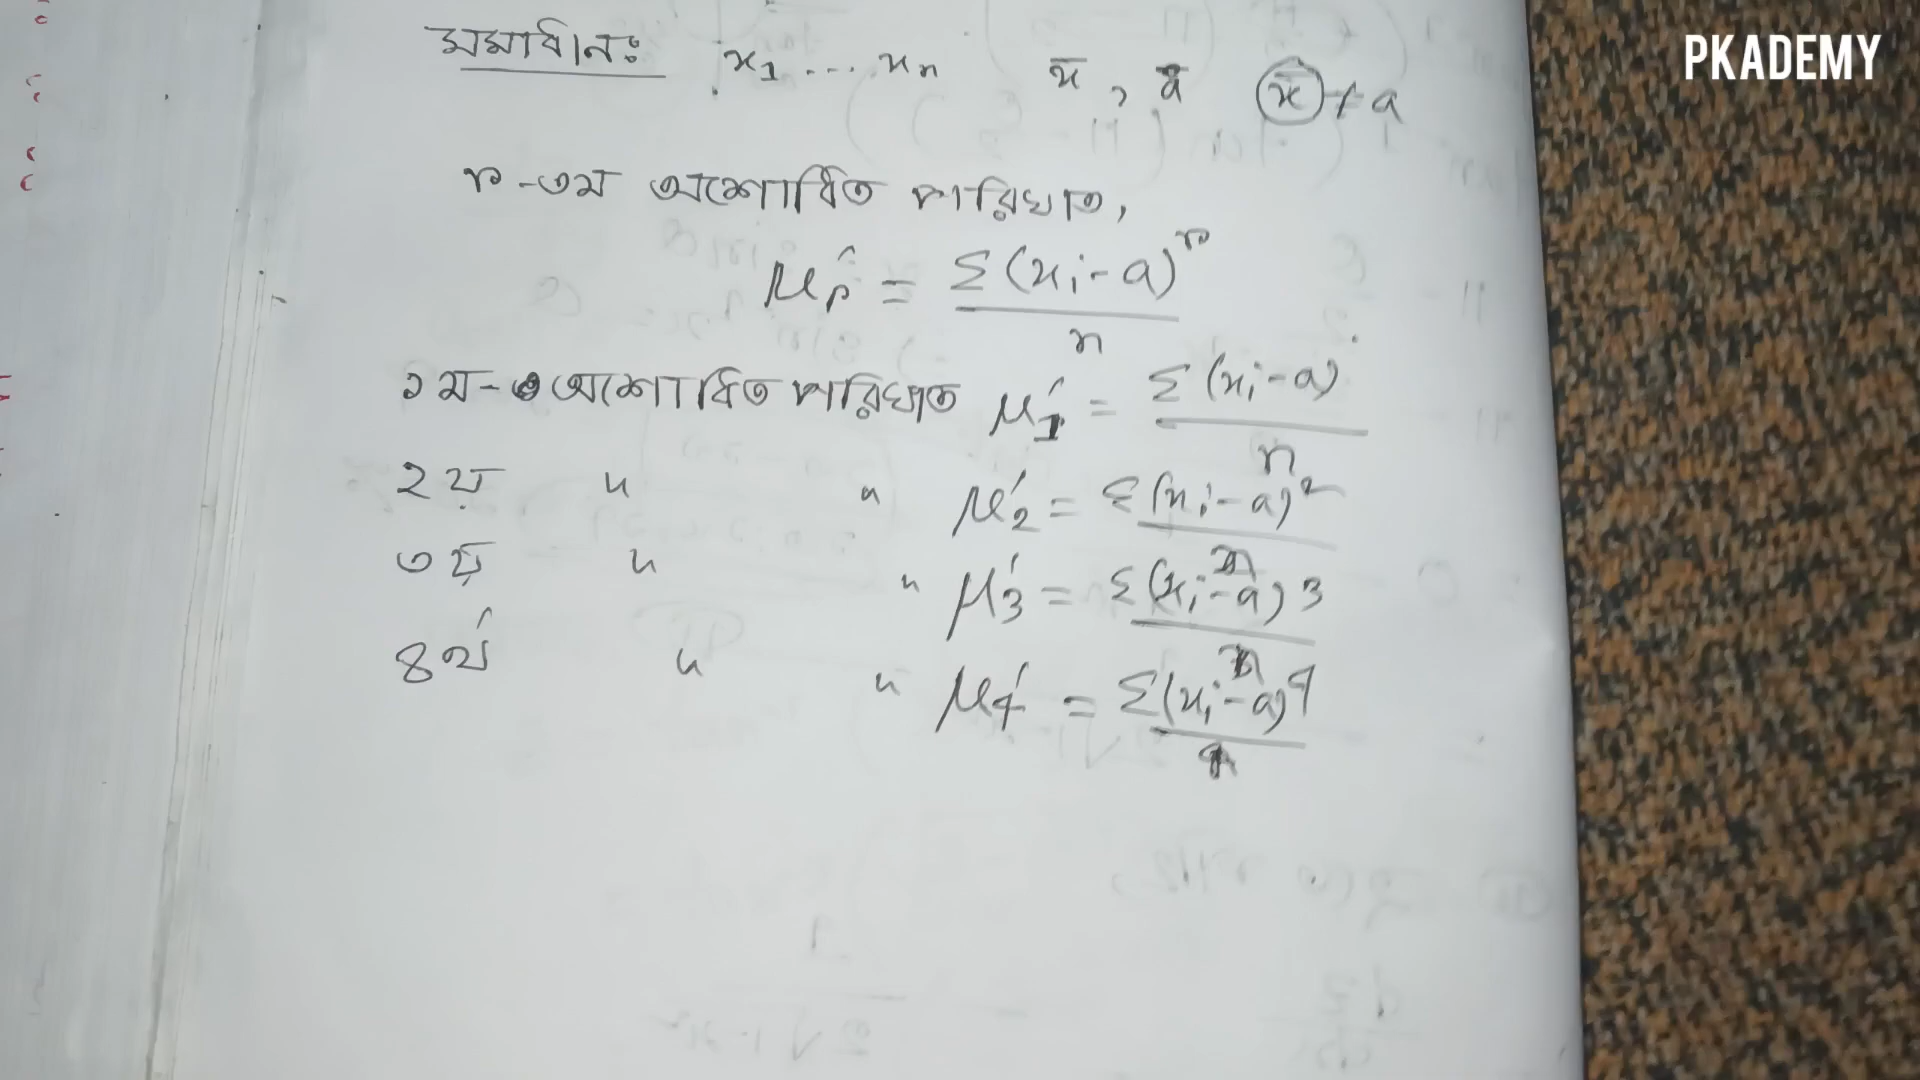 PKADEMY
সমাধানঃ x₁ .... xₙ x̄ , a x̄ ≠ a
r-তম অশোধিত পরিঘাত,
μ′ᵣ = Σ(xᵢ - a)ʳ / n
১ম- অশোধিত পরিঘাত μ′₁ = Σ(xᵢ - a) / n
২য় " " μ′₂ = Σ(xᵢ - a)² / n
৩য় " " μ′₃ = Σ(xᵢ - a)³ / n
৪র্থ " " μ′₄ = Σ(xᵢ - a)⁴ / n